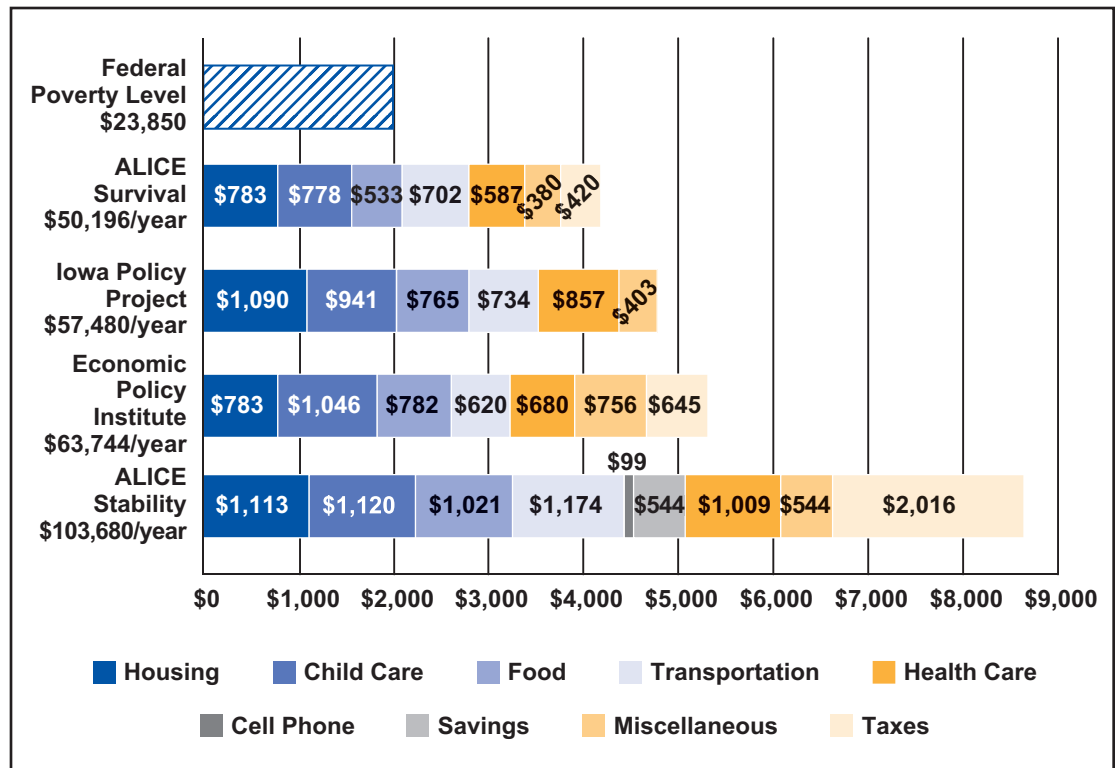 Federal
Poverty Level
$23,850
ALICE
Survival
$50,196/year
$783 $778 $533 $702 $587 $380 $420
Iowa Policy
Project
$57,480/year
$1,090 $941 $765 $734 $857 $403
Economic
Policy
Institute
$63,744/year
$783 $1,046 $782 $620 $680 $756 $645
$99
ALICE
Stability
$103,680/year
$1,113 $1,120 $1,021 $1,174 $544 $1,009 $544 $2,016
$0 $1,000 $2,000 $3,000 $4,000 $5,000 $6,000 $7,000 $8,000 $9,000
Housing Child Care Food Transportation Health Care
Cell Phone Savings Miscellaneous Taxes